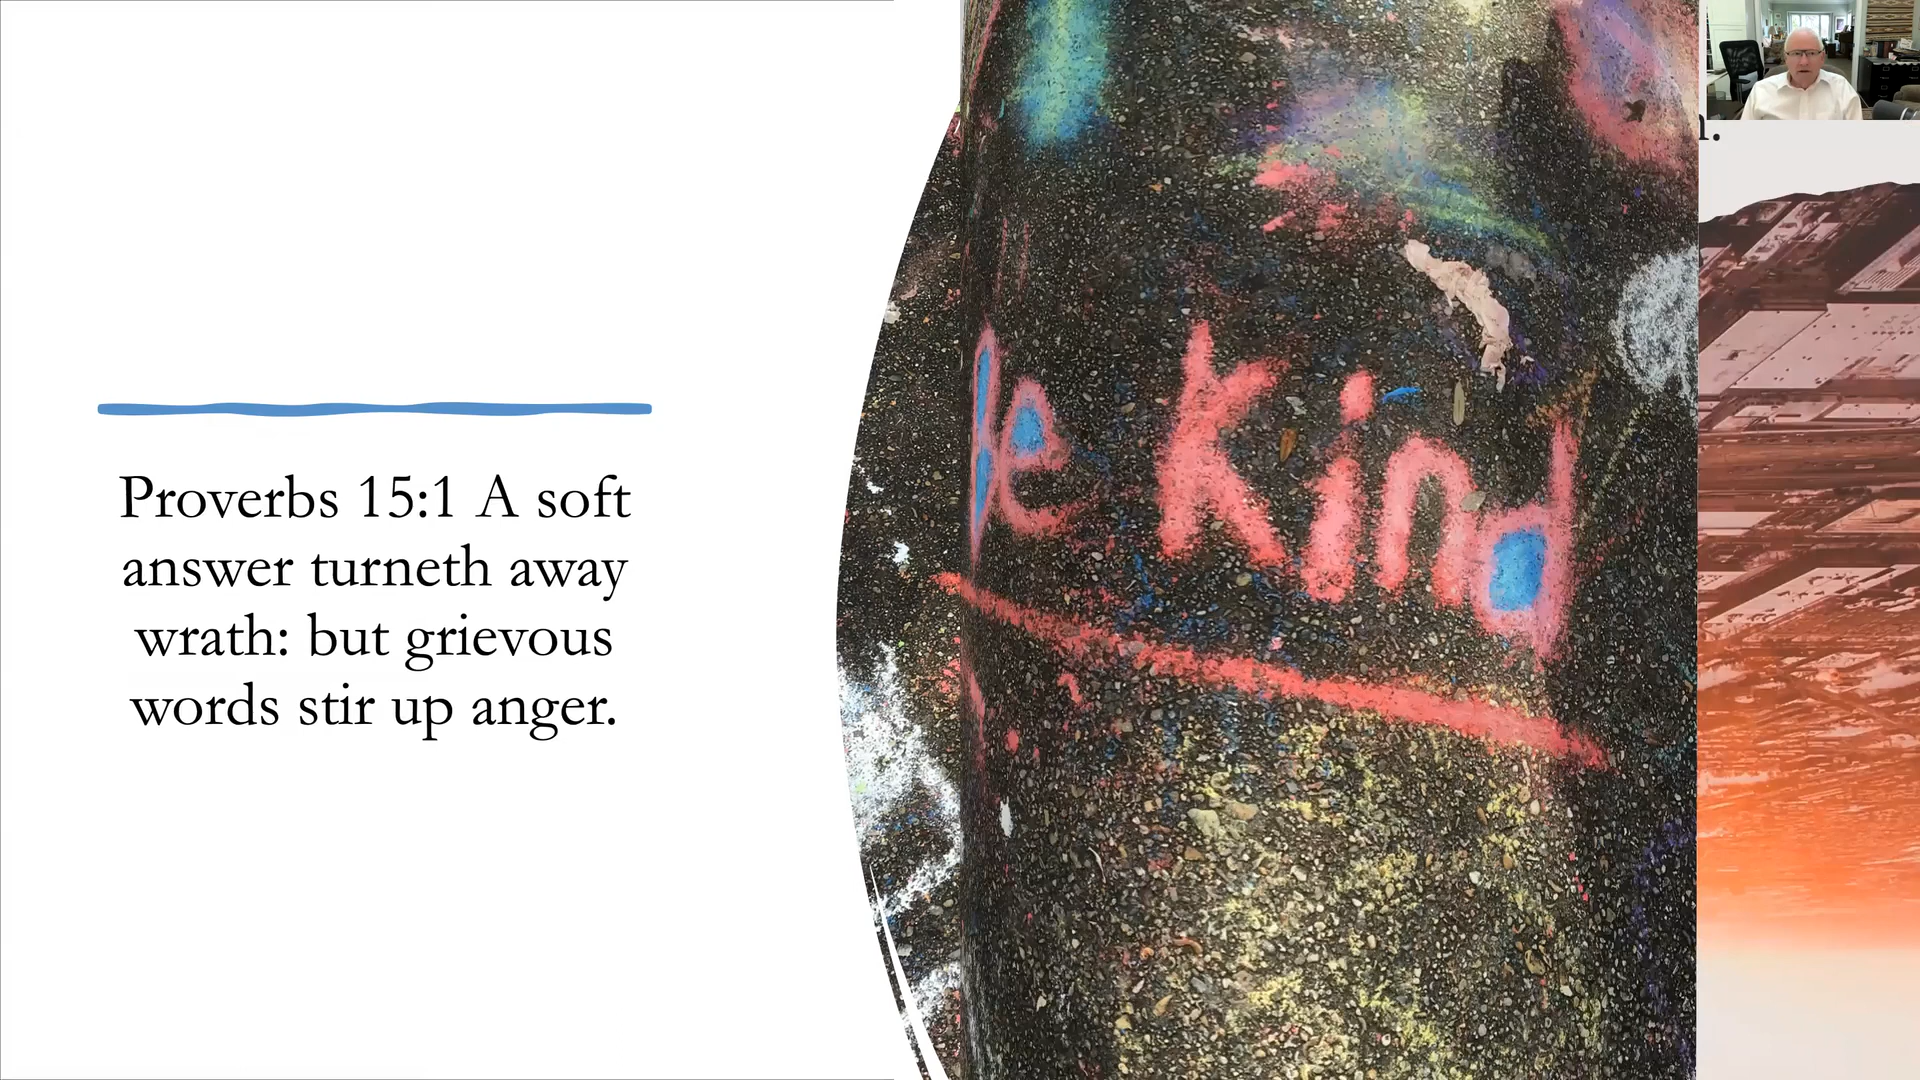 Proverbs 15:1 A soft
answer turneth away
wrath: but grievous
words stir up anger.
Be Kind